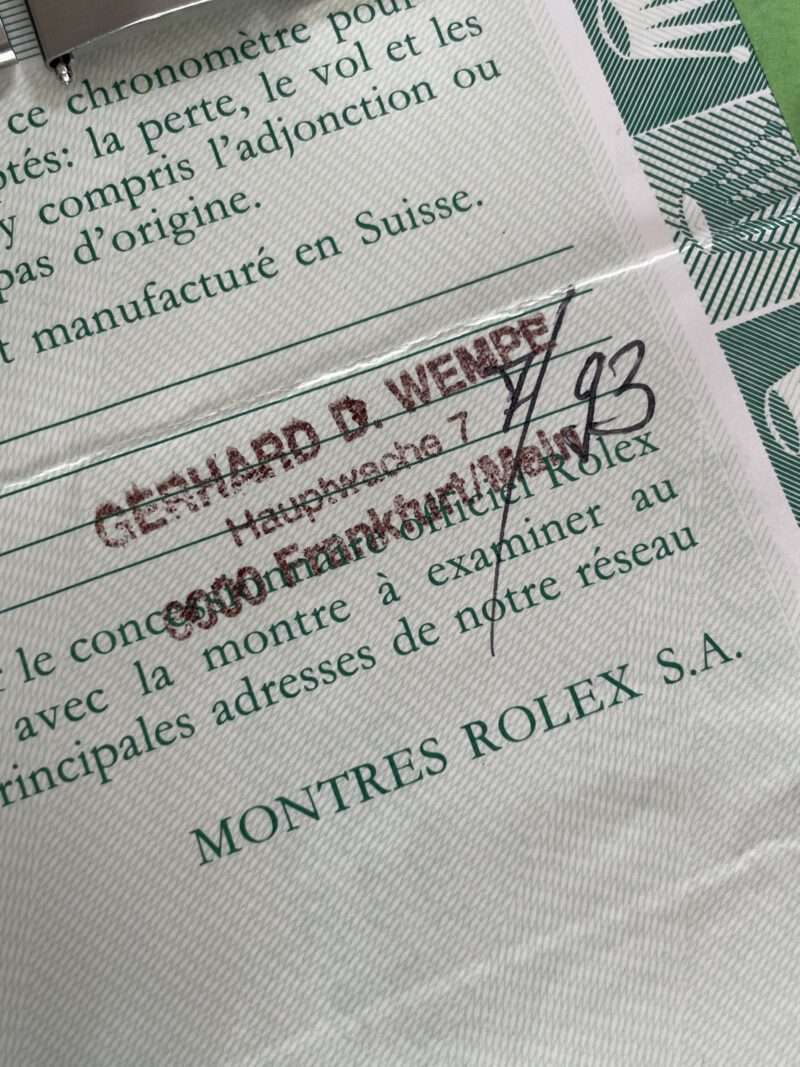 ce chronomètre pour
ptés: la perte, le vol et les
y compris l'adjonction ou
pas d'origine.
t manufacturé en Suisse.
GERHARD D. WEMPE
Hauptwache 7
/93
6000 Frankfurt/Main
le concessionnaire officiel Rolex
avec la montre à examiner au
rincipales adresses de notre réseau
MONTRES ROLEX S.A.